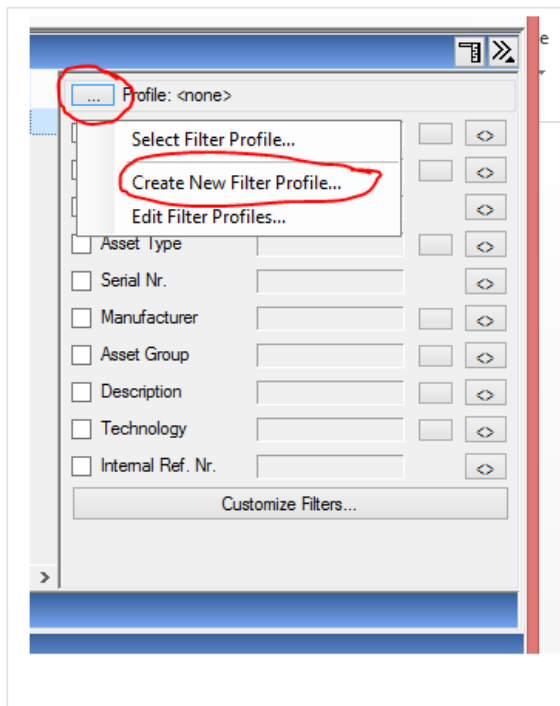 e
... Profile: <none>
Select Filter Profile...
Create New Filter Profile...
Edit Filter Profiles...
Asset Type <>
Serial Nr. <>
Manufacturer <>
Asset Group <>
Description <>
Technology <>
Internal Ref. Nr. <>
Customize Filters...